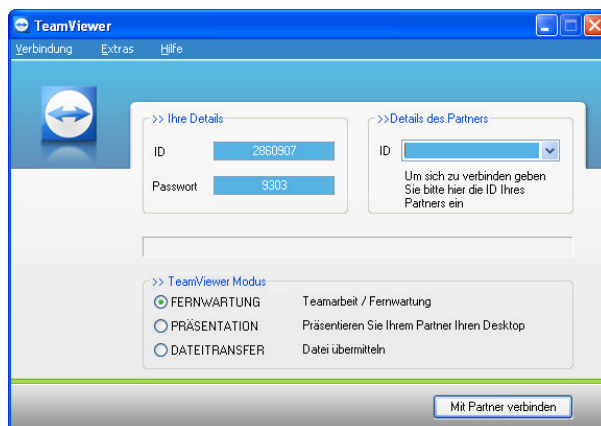 TeamViewer
Verbindung Extras Hilfe
>> Ihre Details
ID 2860907
Passwort 9303
>>Details des Partners
ID
Um sich zu verbinden geben
Sie bitte hier die ID Ihres
Partners ein
>> TeamViewer Modus
FERNWARTUNG Teamarbeit / Fernwartung
PRÄSENTATION Präsentieren Sie Ihrem Partner Ihren Desktop
DATEITRANSFER Datei übermitteln
Mit Partner verbinden